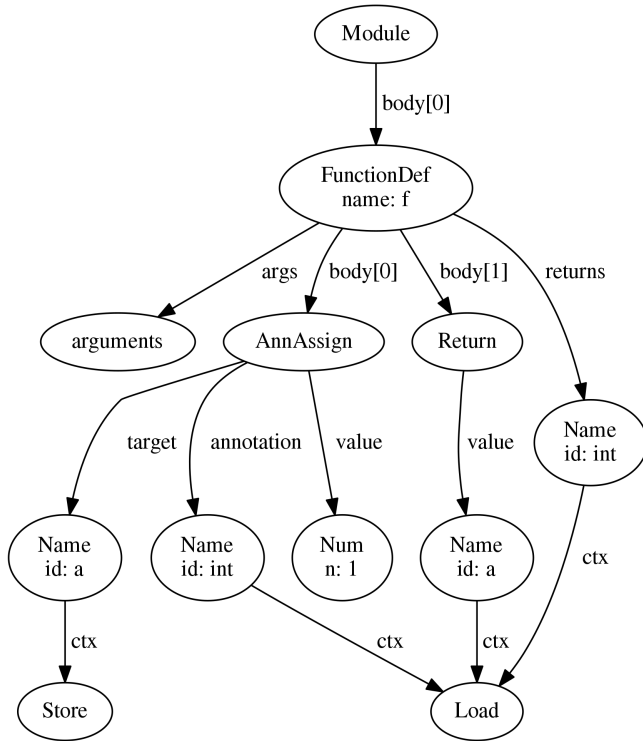 Module
body[0]
FunctionDef
name: f
args
body[0]
body[1]
returns
arguments
AnnAssign
Return
Name
id: int
target
annotation
value
value
Name
id: a
Name
id: int
Num
n: 1
Name
id: a
ctx
ctx
ctx
ctx
Store
Load